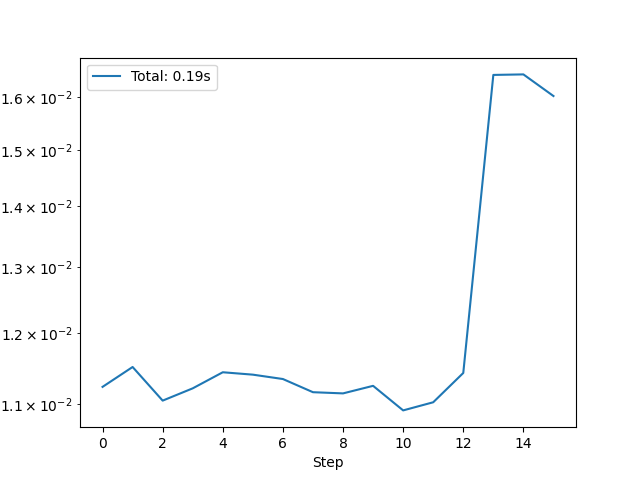 Total: 0.19s
1.6 × 10⁻²
1.5 × 10⁻²
1.4 × 10⁻²
1.3 × 10⁻²
1.2 × 10⁻²
1.1 × 10⁻²
0 2 4 6 8 10 12 14
Step